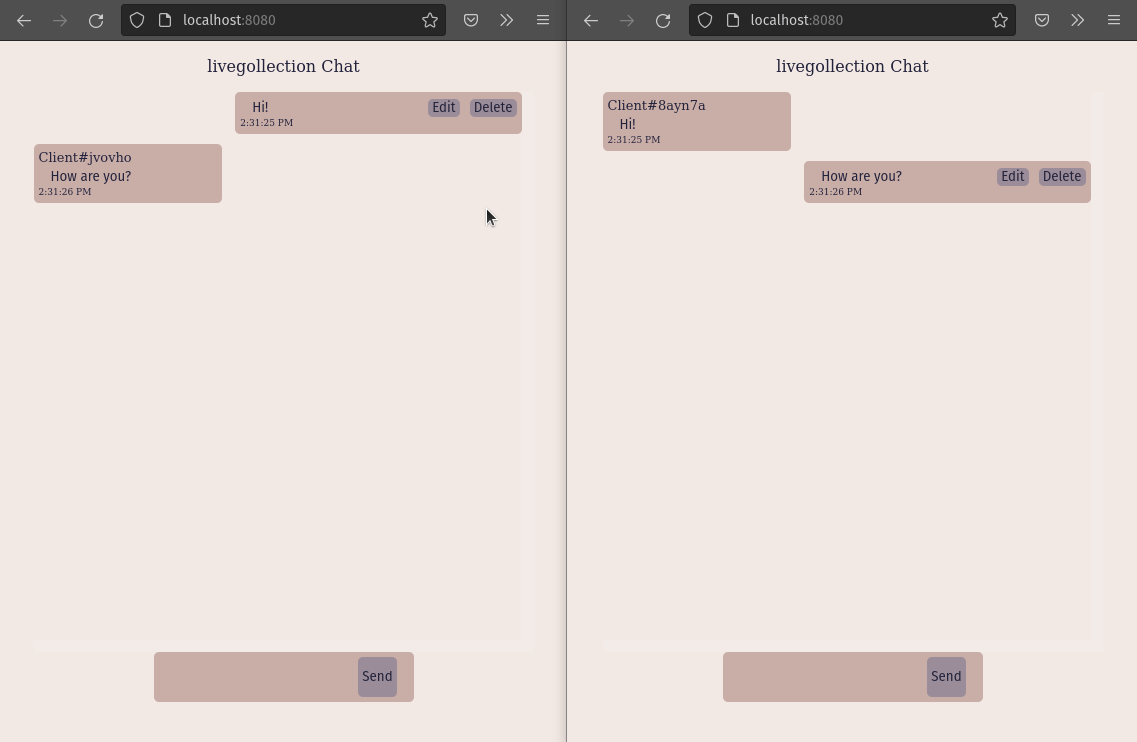 localhost:8080
livegollection Chat
Hi!
Edit
Delete
2:31:25 PM
Client#jvovho
How are you?
2:31:26 PM
Send
localhost:8080
livegollection Chat
Client#8ayn7a
Hi!
2:31:25 PM
How are you?
Edit
Delete
2:31:26 PM
Send